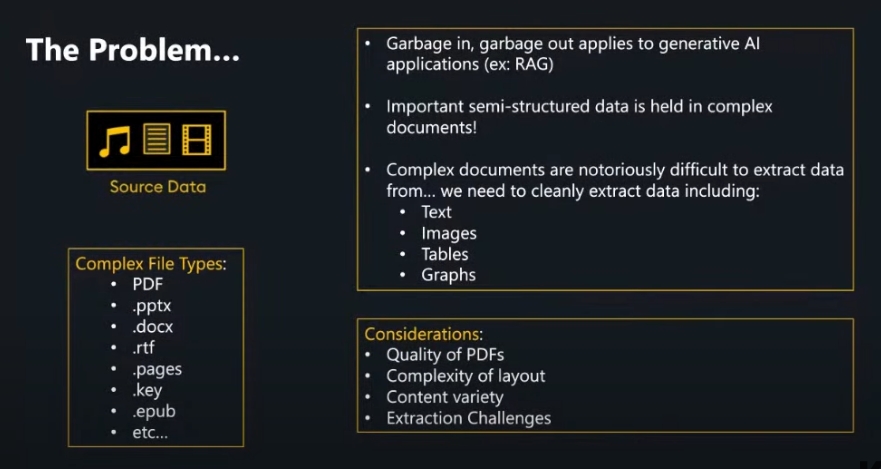 The Problem...
Source Data
Complex File Types:
• PDF
• .pptx
• .docx
• .rtf
• .pages
• .key
• .epub
• etc...
• Garbage in, garbage out applies to generative AI
applications (ex: RAG)
• Important semi-structured data is held in complex
documents!
• Complex documents are notoriously difficult to extract data
from... we need to cleanly extract data including:
• Text
• Images
• Tables
• Graphs
Considerations:
• Quality of PDFs
• Complexity of layout
• Content variety
• Extraction Challenges